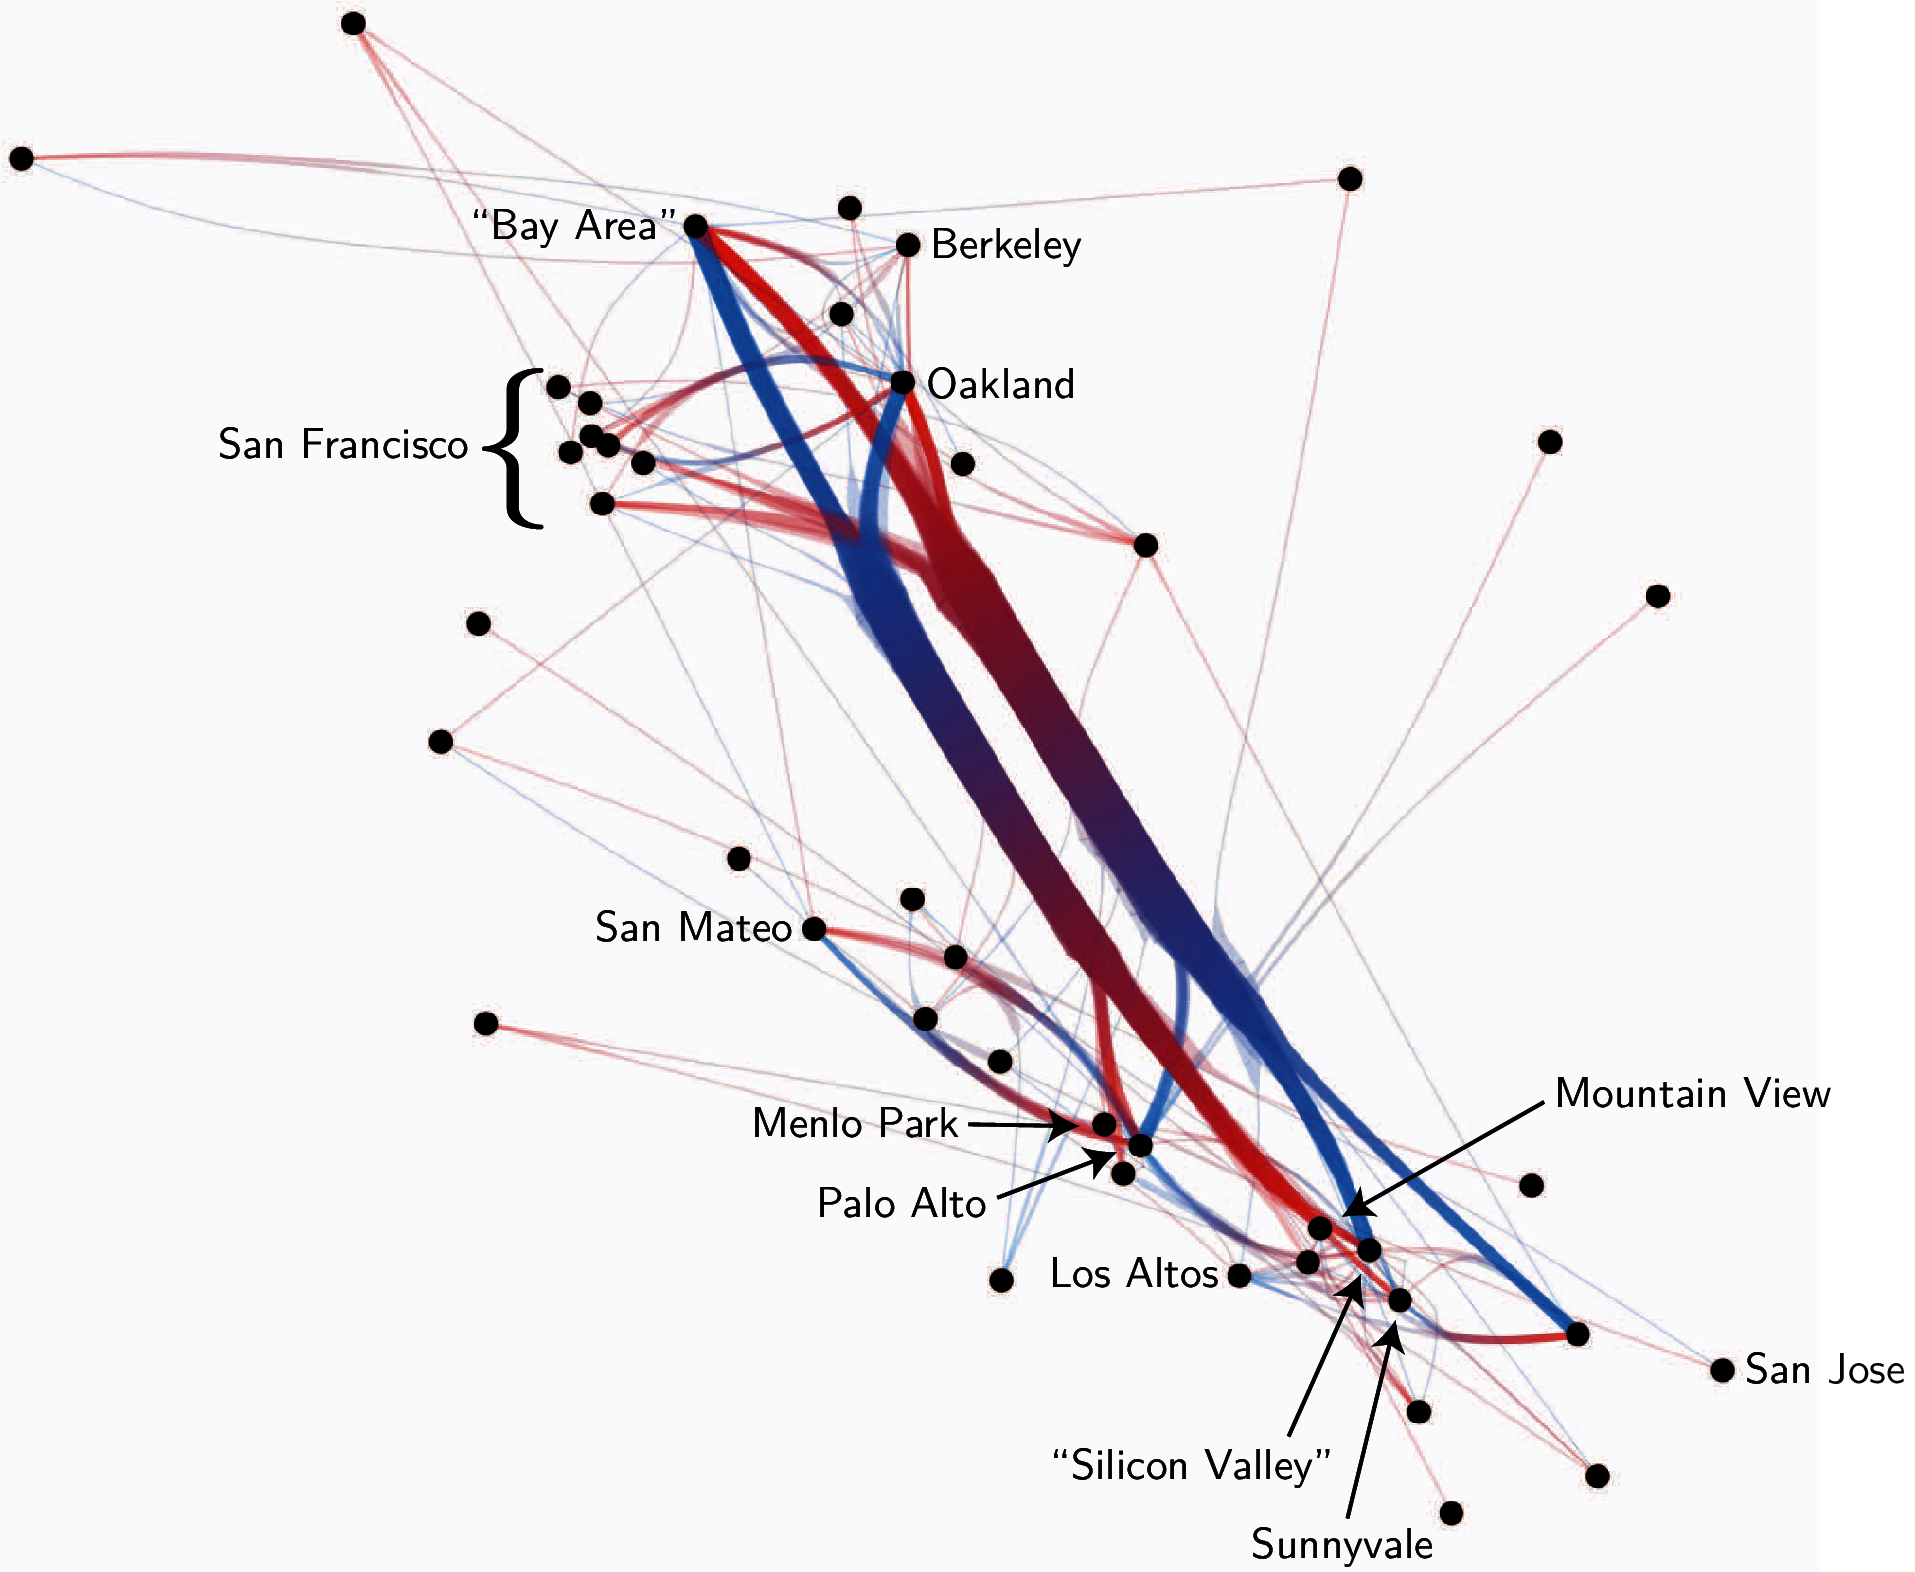 “Bay Area”
Berkeley
Oakland
San Francisco
San Mateo
Mountain View
Menlo Park
Palo Alto
Los Altos
San Jose
“Silicon Valley”
Sunnyvale